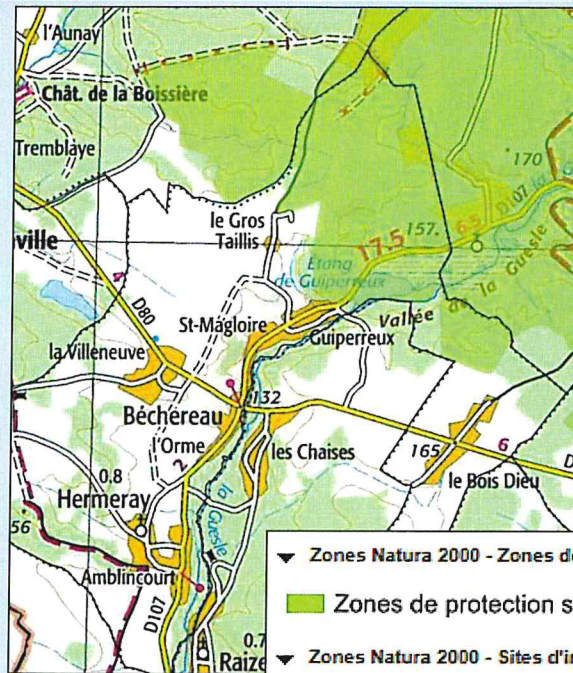 l'Aunay
Chât. de la Boissière
Tremblaye
170
le Gros
Taillis
17.5
157.
6.5
D107
la Guesle
ville
Etang
de Guiperreux
4
D80
St-Magloire
Vallée de la Guesle
la Villeneuve
Guiperreux
132
Béchereau
Orme
les Chaises
165
6
D
0.8
2
le Bois Dieu
Hermeray
la Guesle
56
Amblincourt
D107
0.7
Raize
Zones Natura 2000 - Zones de
Zones de protection s
Zones Natura 2000 - Sites d'in